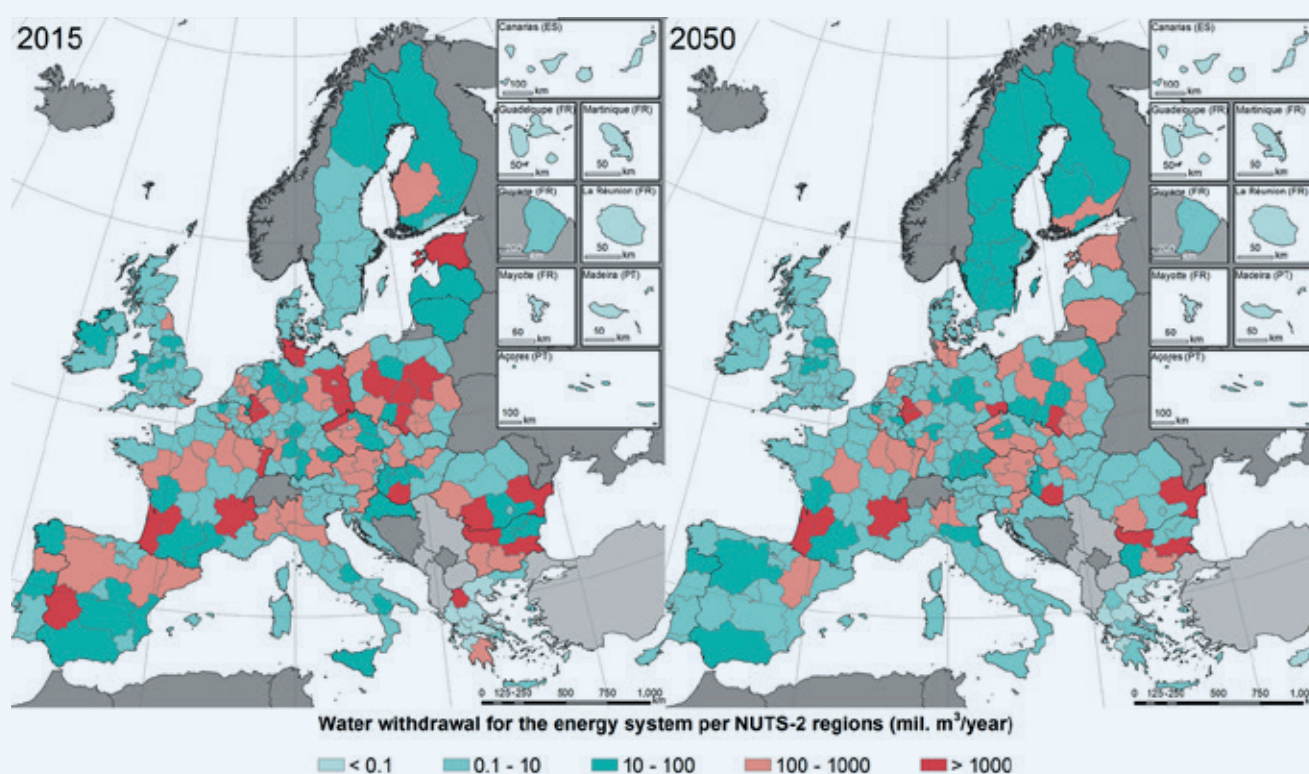 2015
Canarias (ES)
100 km
Guadeloupe (FR)
Martinique (FR)
50 km
50 km
Guyane (FR)
La Réunion (FR)
200 km
50 km
Mayotte (FR)
Madeira (PT)
50 km
50 km
Açores (PT)
100 km
0 125-250 500 750 1.000 km
2050
Canarias (ES)
100 km
Guadeloupe (FR)
Martinique (FR)
50 km
50 km
Guyane (FR)
La Réunion (FR)
200 km
50 km
Mayotte (FR)
Madeira (PT)
50 km
50 km
Açores (PT)
100 km
0 125-250 500 750 1.000 km
Water withdrawal for the energy system per NUTS-2 regions (mil. m³/year)
< 0.1 0.1 - 10 10 - 100 100 - 1000 > 1000